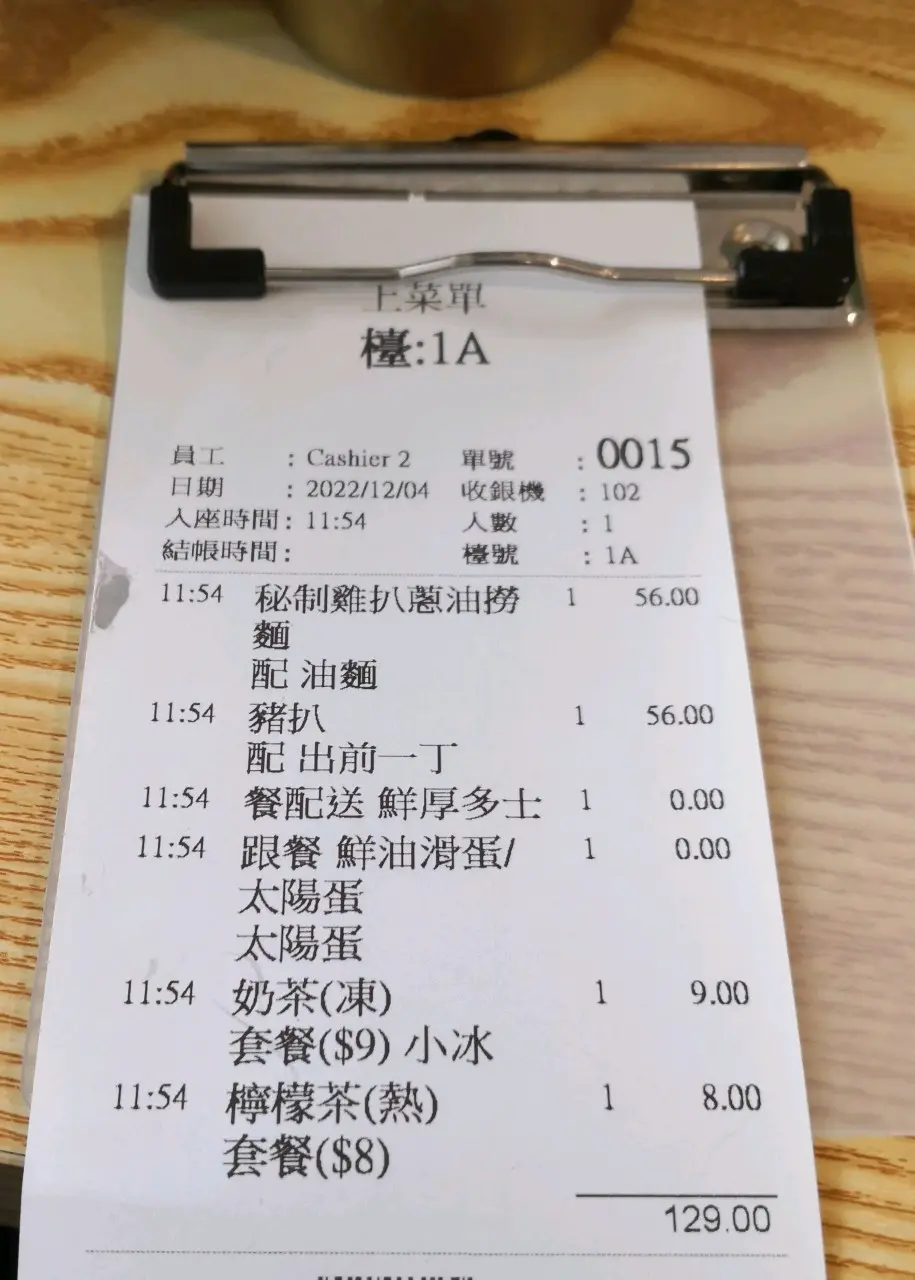 上菜單
檯:1A
員工 : Cashier 2 單號 : 0015
日期 : 2022/12/04 收銀機 : 102
入座時間 : 11:54 人數 : 1
結帳時間 : 檯號 : 1A
11:54 秘制雞扒蔥油撈 1 56.00
麵
配 油麵
11:54 豬扒 1 56.00
配 出前一丁
11:54 餐配送 鮮厚多士 1 0.00
11:54 跟餐 鮮油滑蛋/ 1 0.00
太陽蛋
太陽蛋
11:54 奶茶(凍) 1 9.00
套餐($9) 小冰
11:54 檸檬茶(熱) 1 8.00
套餐($8)
129.00